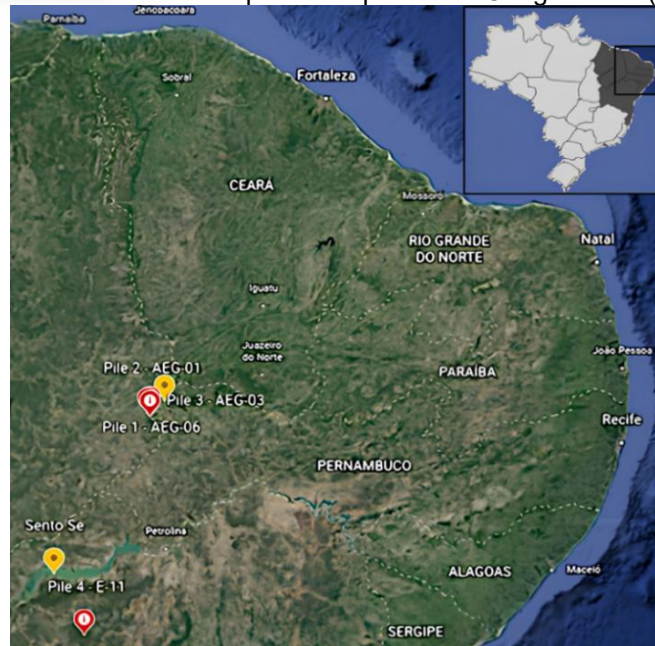 Parnaíba
Jericoacoara
Sobral
Fortaleza
CEARÁ
Mossoró
RIO GRANDE
DO NORTE
Natal
Iguatu
Juazeiro
do Norte
João Pessoa
Pile 2 - AEG-01
PARAÍBA
Pile 3 - AEG-03
Pile 1 - AEG-06
Recife
PERNAMBUCO
Sento Se
Petrolina
Pile 4 - E-11
ALAGOAS
Maceió
SERGIPE